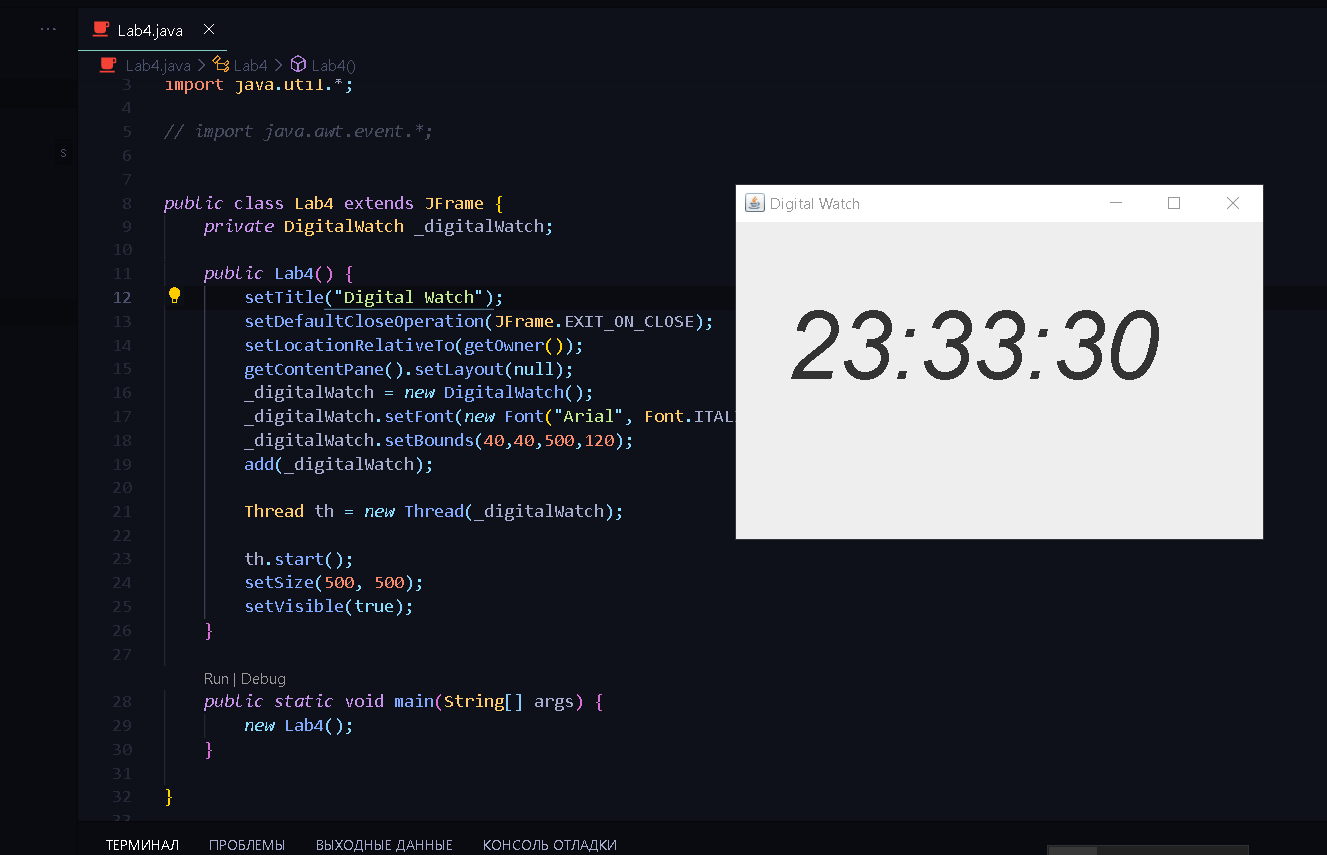 Lab4.java
Lab4.java > Lab4 > Lab4()
3 import java.util.*;
4
5 // import java.awt.event.*;
6
S
7
8 public class Lab4 extends JFrame {
9 private DigitalWatch _digitalWatch;
10
11 public Lab4() {
12 setTitle("Digital Watch");
13 setDefaultCloseOperation(JFrame.EXIT_ON_CLOSE);
14 setLocationRelativeTo(getOwner());
15 getContentPane().setLayout(null);
16 _digitalWatch = new DigitalWatch();
17 _digitalWatch.setFont(new Font("Arial", Font.ITAL
18 _digitalWatch.setBounds(40,40,500,120);
19 add(_digitalWatch);
20
21 Thread th = new Thread(_digitalWatch);
22
23 th.start();
24 setSize(500, 500);
25 setVisible(true);
26 }
27
Run | Debug
28 public static void main(String[] args) {
29 new Lab4();
30 }
31
32 }
33
Digital Watch
23:33:30
ТЕРМИНАЛ ПРОБЛЕМЫ ВЫХОДНЫЕ ДАННЫЕ КОНСОЛЬ ОТЛАДКИ